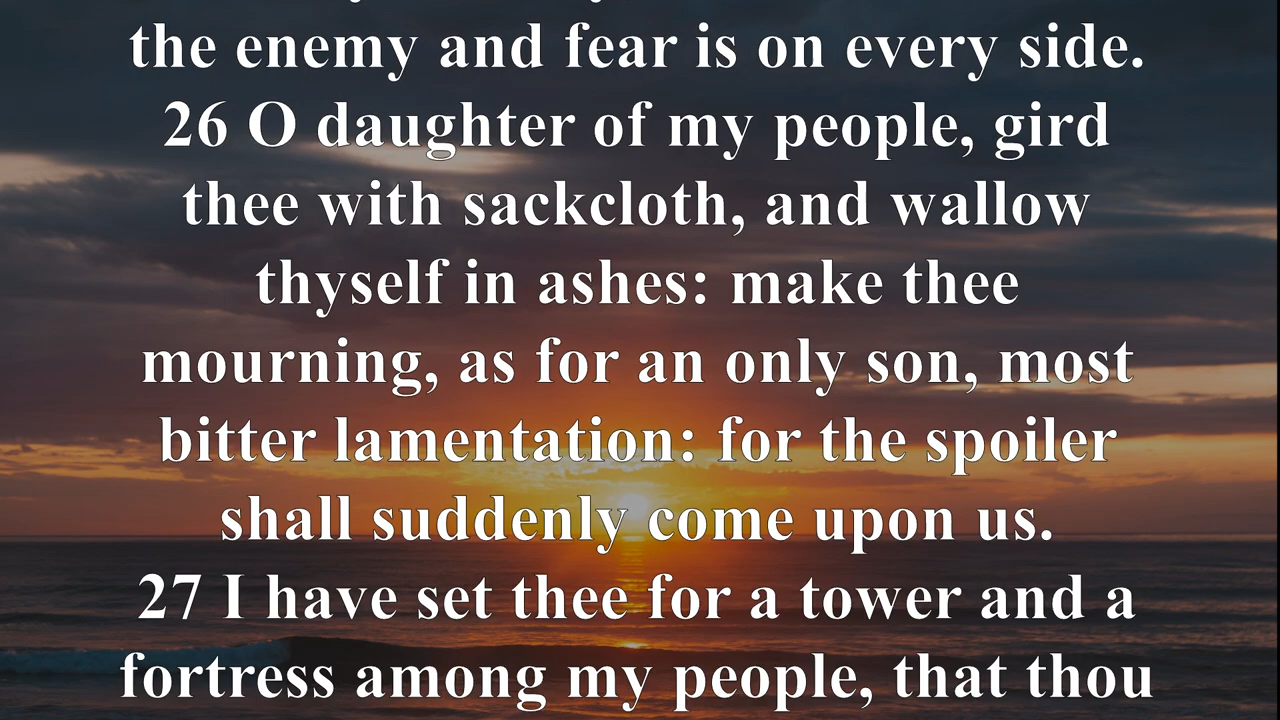 the enemy and fear is on every side.
26 O daughter of my people, gird
thee with sackcloth, and wallow
thyself in ashes: make thee
mourning, as for an only son, most
bitter lamentation: for the spoiler
shall suddenly come upon us.
27 I have set thee for a tower and a
fortress among my people, that thou